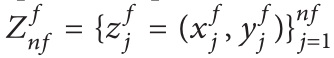 Z^f_{nf} = {z^f_j = (x^f_j, y^f_j)}^{nf}_{j=1}